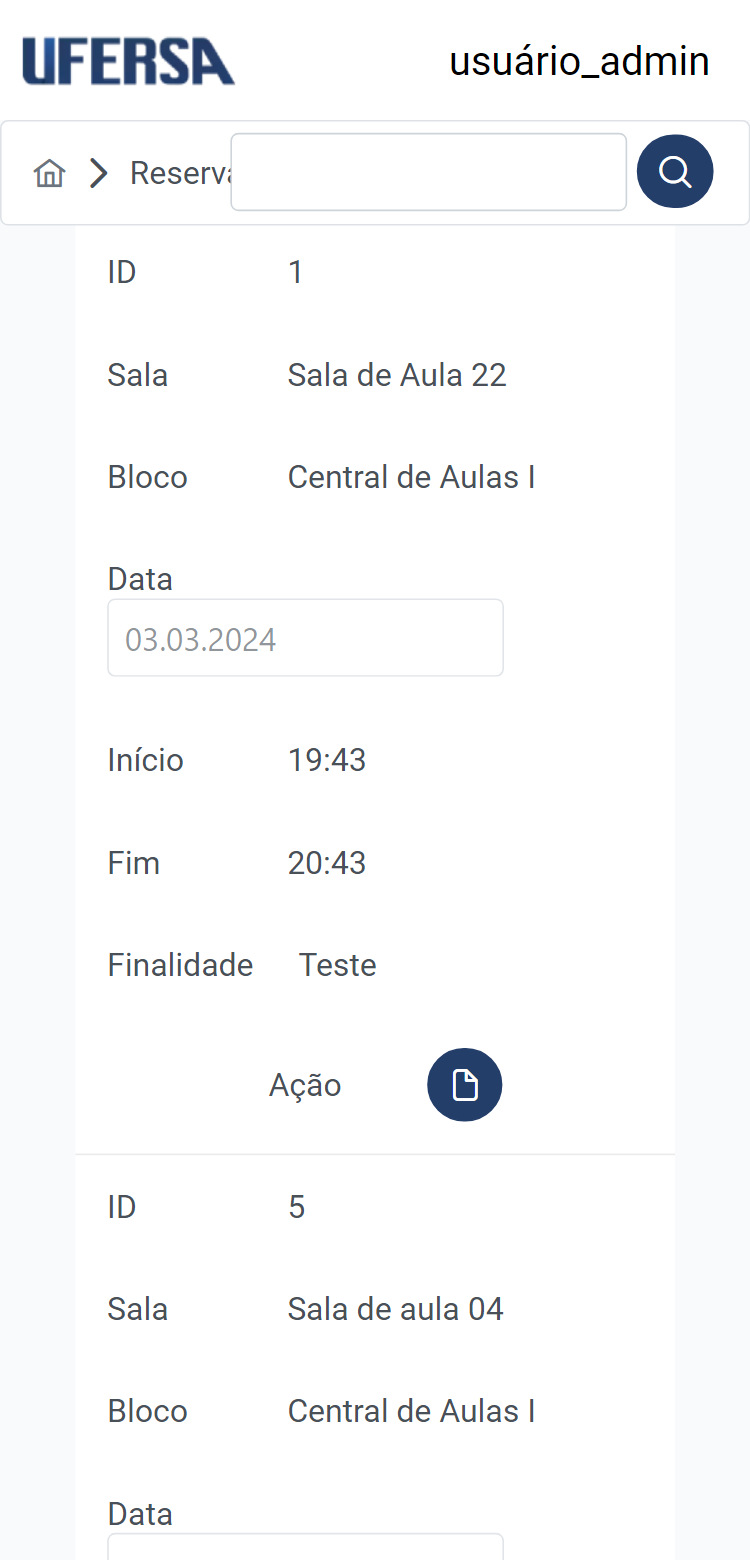 UFERSA usuário_admin
Reserva
ID 1
Sala Sala de Aula 22
Bloco Central de Aulas I
Data
03.03.2024
Início 19:43
Fim 20:43
Finalidade Teste
Ação
ID 5
Sala Sala de aula 04
Bloco Central de Aulas I
Data